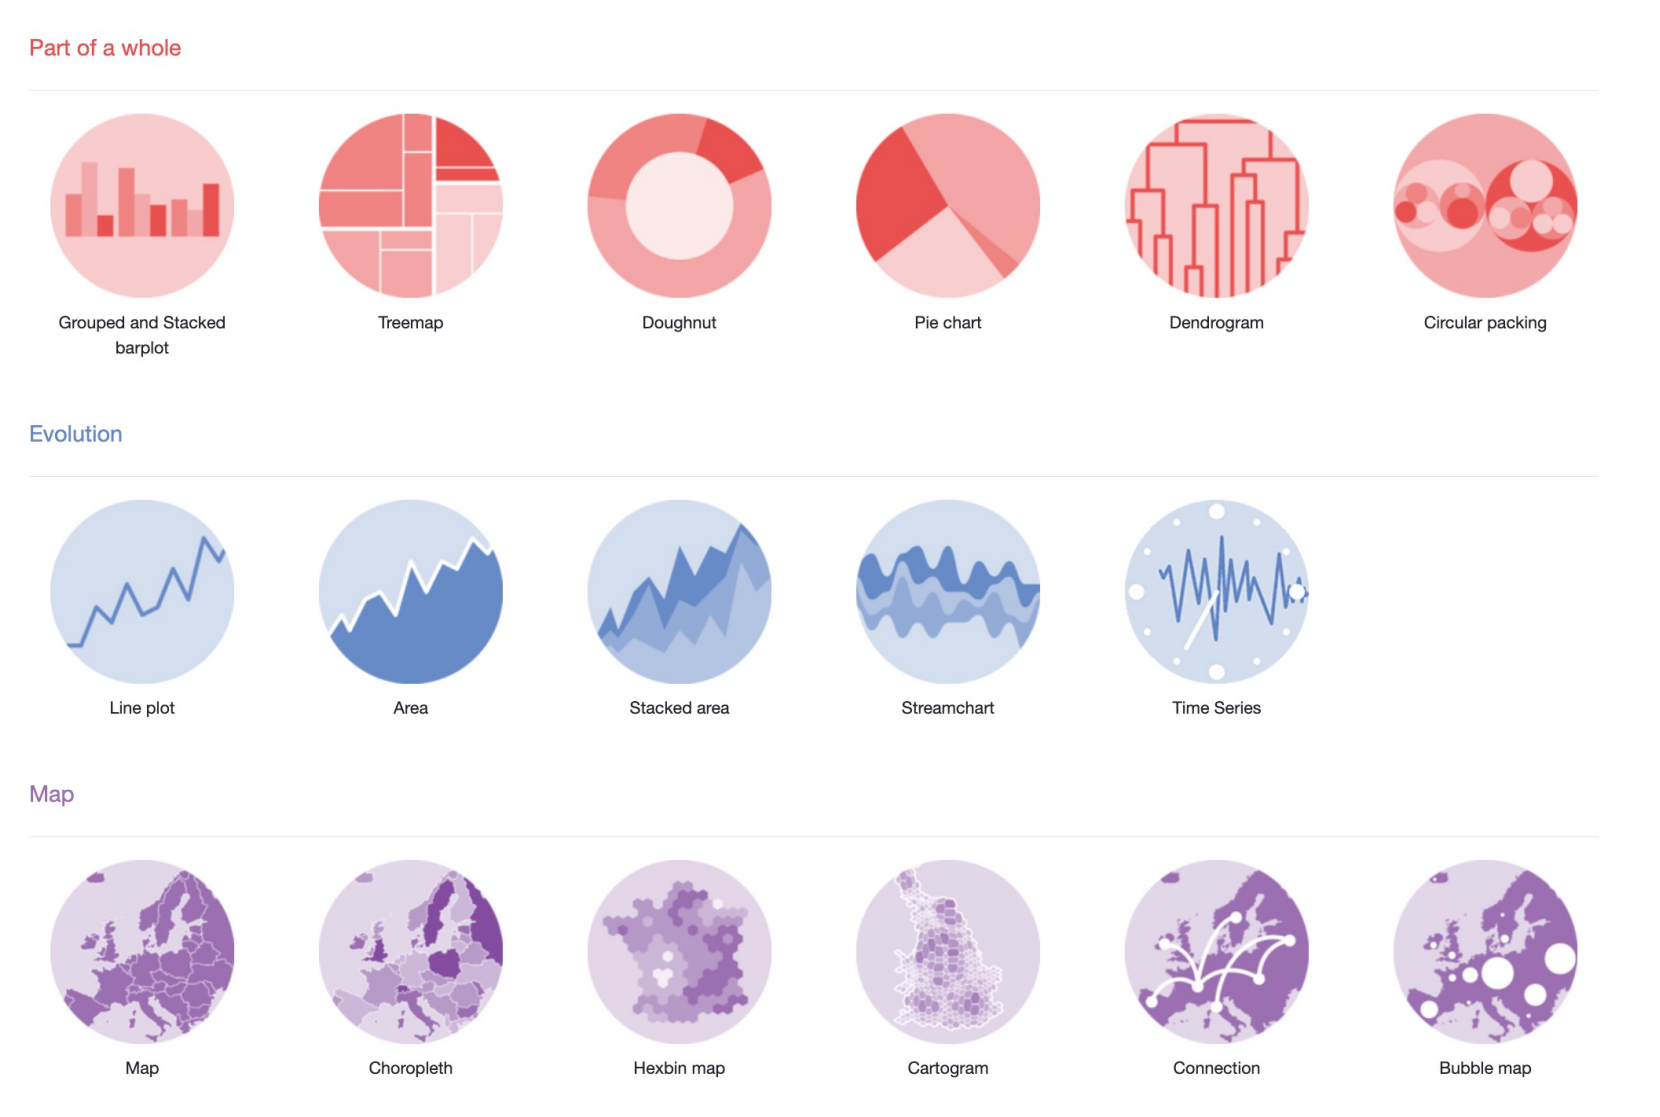 Part of a whole
Grouped and Stacked
barplot
Treemap
Doughnut
Pie chart
Dendrogram
Circular packing
Evolution
Line plot
Area
Stacked area
Streamchart
Time Series
Map
Map
Choropleth
Hexbin map
Cartogram
Connection
Bubble map